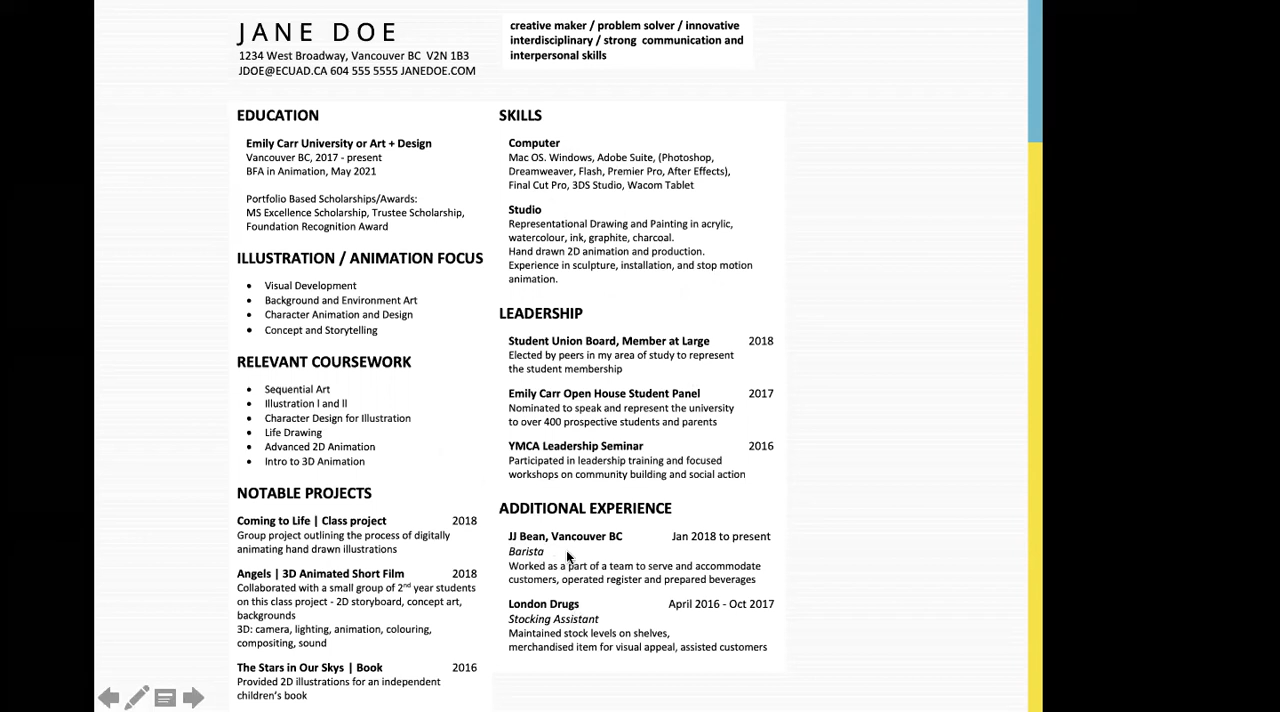 JANE DOE
1234 West Broadway, Vancouver BC V2N 1B3
JDOE@ECUAD.CA 604 555 5555 JANEDOE.COM
creative maker / problem solver / innovative
interdisciplinary / strong communication and
interpersonal skills
EDUCATION
Emily Carr University or Art + Design
Vancouver BC, 2017 - present
BFA in Animation, May 2021
Portfolio Based Scholarships/Awards:
MS Excellence Scholarship, Trustee Scholarship,
Foundation Recognition Award
ILLUSTRATION / ANIMATION FOCUS
• Visual Development
• Background and Environment Art
• Character Animation and Design
• Concept and Storytelling
RELEVANT COURSEWORK
• Sequential Art
• Illustration l and ll
• Character Design for Illustration
• Life Drawing
• Advanced 2D Animation
• Intro to 3D Animation
NOTABLE PROJECTS
Coming to Life | Class project 2018
Group project outlining the process of digitally
animating hand drawn illustrations
Angels | 3D Animated Short Film 2018
Collaborated with a small group of 2nd year students
on this class project - 2D storyboard, concept art,
backgrounds
3D: camera, lighting, animation, colouring,
compositing, sound
The Stars in Our Skys | Book 2016
Provided 2D illustrations for an independent
children's book
SKILLS
Computer
Mac OS. Windows, Adobe Suite, (Photoshop,
Dreamweaver, Flash, Premier Pro, After Effects),
Final Cut Pro, 3DS Studio, Wacom Tablet
Studio
Representational Drawing and Painting in acrylic,
watercolour, ink, graphite, charcoal.
Hand drawn 2D animation and production.
Experience in sculpture, installation, and stop motion
animation.
LEADERSHIP
Student Union Board, Member at Large 2018
Elected by peers in my area of study to represent
the student membership
Emily Carr Open House Student Panel 2017
Nominated to speak and represent the university
to over 400 prospective students and parents
YMCA Leadership Seminar 2016
Participated in leadership training and focused
workshops on community building and social action
ADDITIONAL EXPERIENCE
JJ Bean, Vancouver BC Jan 2018 to present
Barista
Worked as a part of a team to serve and accommodate
customers, operated register and prepared beverages
London Drugs April 2016 - Oct 2017
Stocking Assistant
Maintained stock levels on shelves,
merchandised item for visual appeal, assisted customers